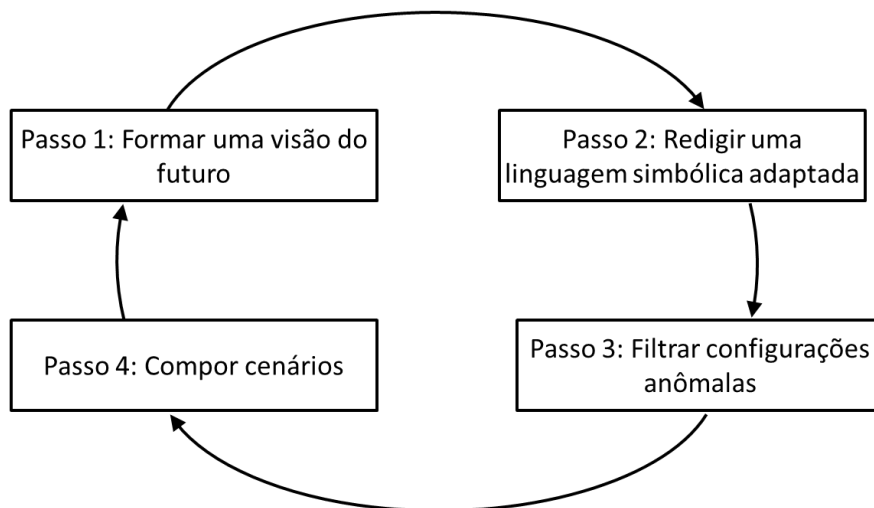 Passo 1: Formar uma visão do
futuro
Passo 2: Redigir uma
linguagem simbólica adaptada
Passo 3: Filtrar configurações
anômalas
Passo 4: Compor cenários